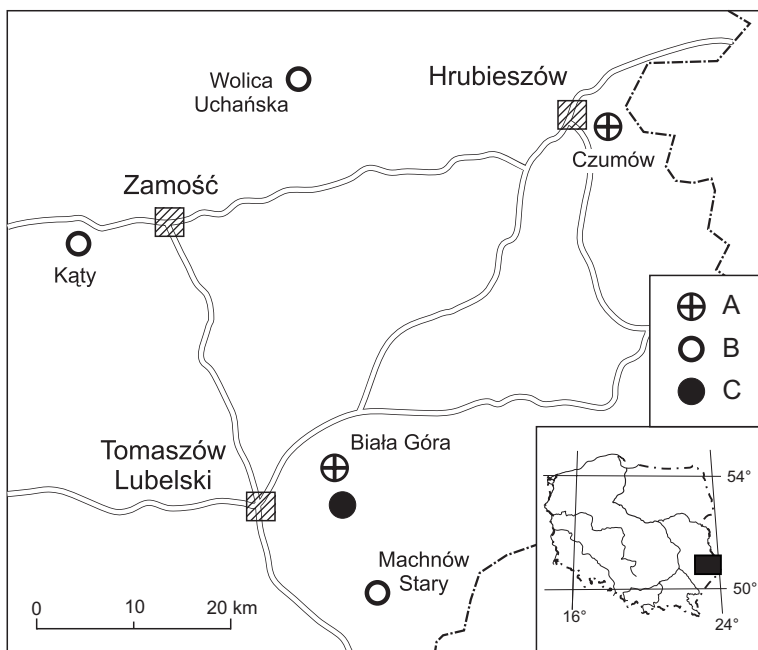 Wolica
Uchańska
Hrubieszów
Czumów
Zamość
Kąty
A
B
C
Biała Góra
Tomaszów
Lubelski
Machnów
Stary
0 10 20 km
54°
50°
16°
24°